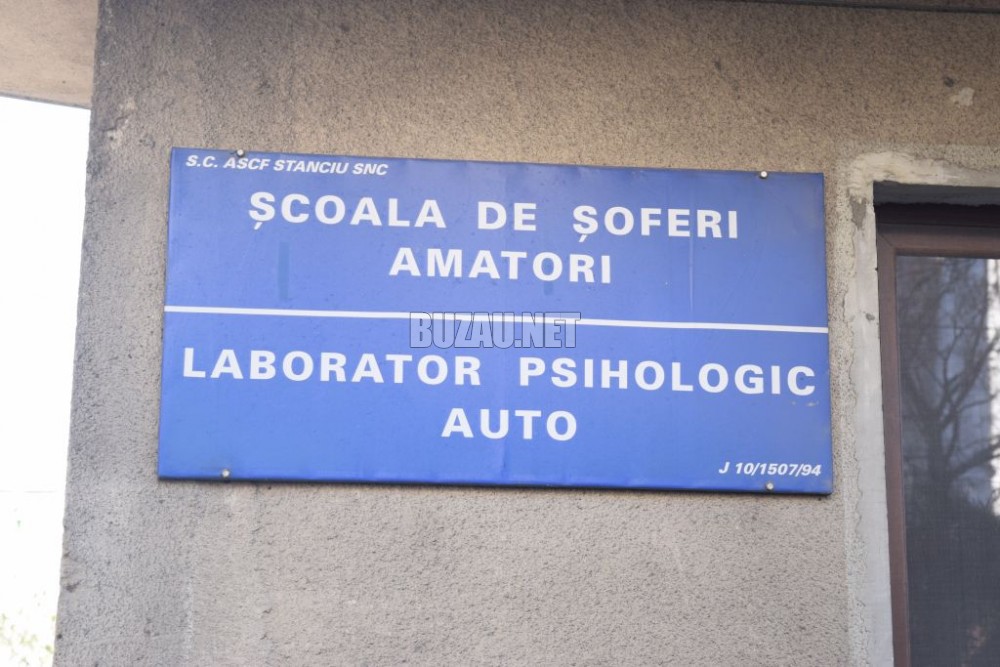 S.C. ASCF STANCIU SNC
ȘCOALA DE ȘOFERI
AMATORI
BUZAU.NET
LABORATOR PSIHOLOGIC
AUTO
J 10/1507/94